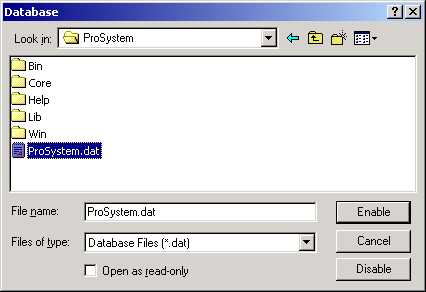 Database
Look in: ProSystem
Bin
Core
Help
Lib
Win
ProSystem.dat
File name: ProSystem.dat Enable
Files of type: Database Files (*.dat) Cancel
Open as read-only Disable